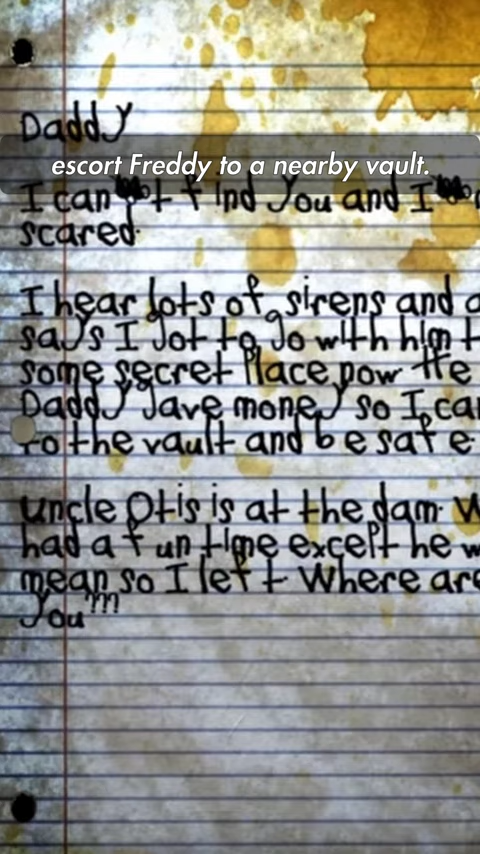 Daddy
escort Freddy to a nearby vault.
I can t find you and I
scared.
I hear lots of sirens and a
says I got to go with him
some secret place
Daddy gave money so I can
to the vault and be safe.
Uncle Otis is at the dam. W
had a fun time except he w
mean so I left. Where are
you